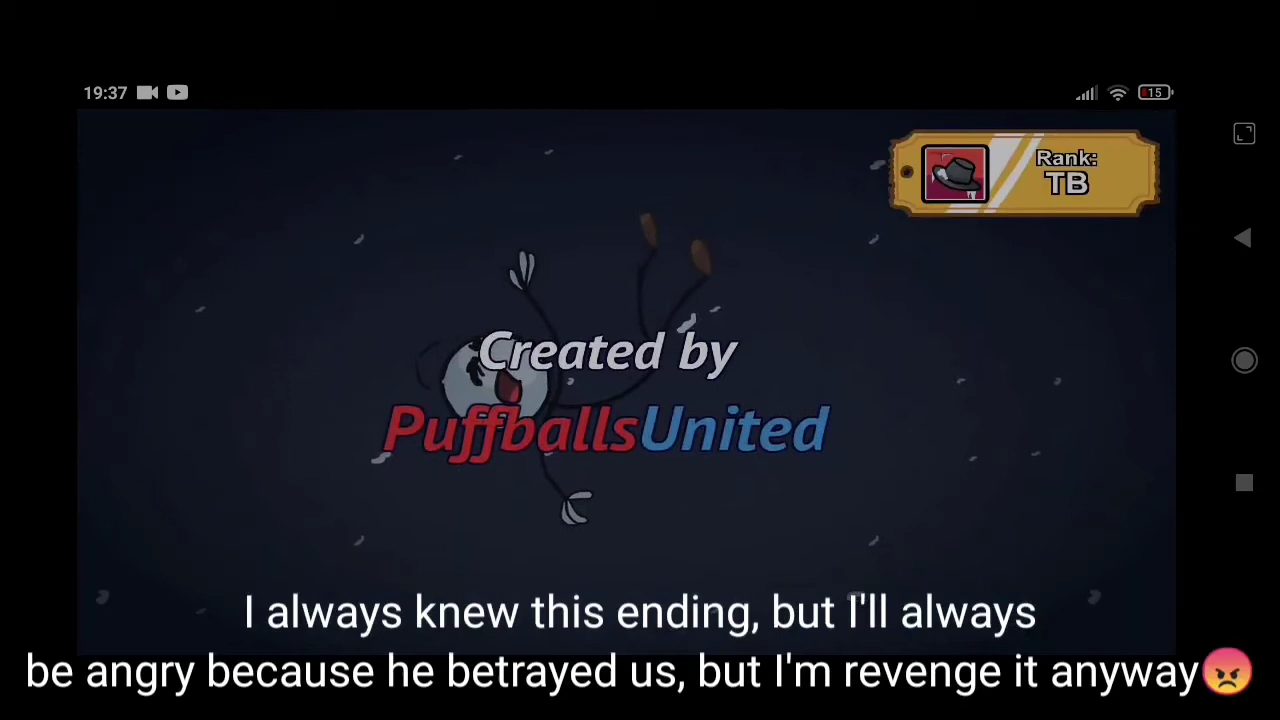 19:37
15
Rank:
TB
Created by
PuffballsUnited
I always knew this ending, but I'll always
be angry because he betrayed us, but I'm revenge it anyway😡